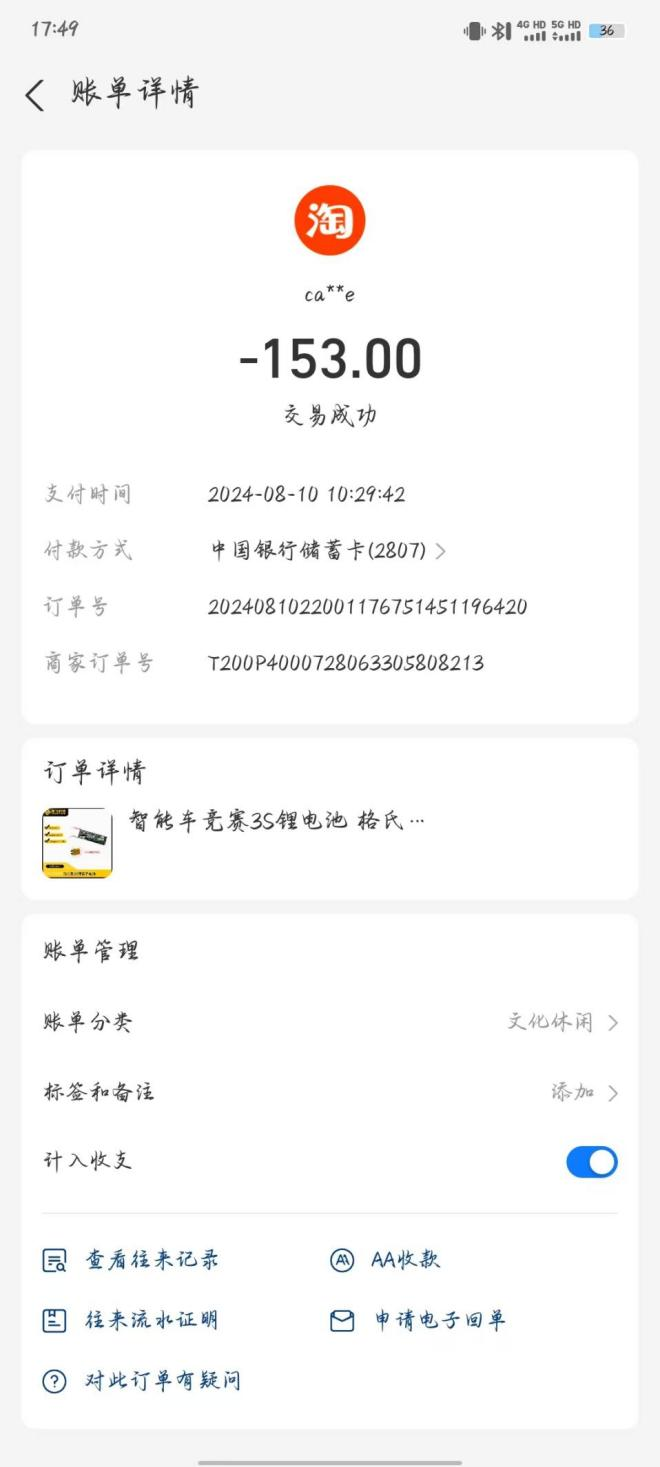 17:49
4G HD 5G HD 36
账单详情
淘
ca**e
-153.00
交易成功
支付时间 2024-08-10 10:29:42
付款方式 中国银行储蓄卡(2807)
订单号 2024081022001176751451196420
商家订单号 T200P4000728063305808213
订单详情
智能车竞赛3S锂电池 格氏…
账单管理
账单分类 文化休闲
标签和备注 添加
计入收支
查看往来记录 AA收款
往来流水证明 申请电子回单
对此订单有疑问